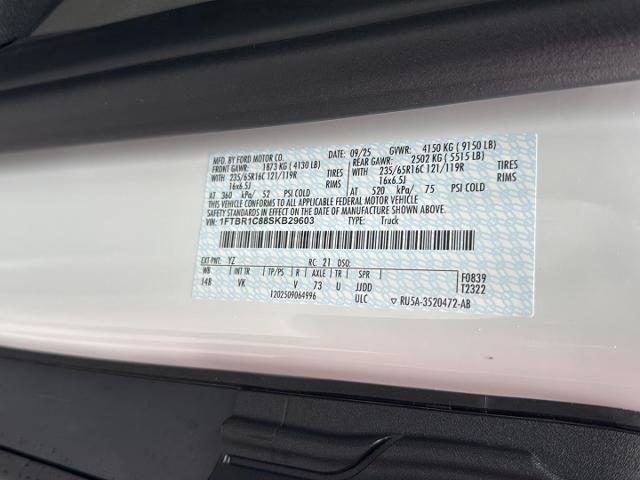 MFD. BY FORD MOTOR CO. 09/25 GVWR: 4150 KG ( 9150 LB)
FRONT GAWR: 1873 KG ( 4130 LB) REAR GAWR: 2502 KG ( 5515 LB)
WITH 235/65R16C 121/119R TIRES WITH 235/65R16C 121/119R TIRES
16x6.5J RIMS 16x6.5J RIMS
AT 360 kPa/ 52 PSI COLD AT 520 kPa/ 75 PSI COLD
THIS VEHICLE CONFORMS TO ALL APPLICABLE FEDERAL MOTOR VEHICLE SAFETY AND THEFT PREVENTION STANDARDS IN EFFECT ON THE DATE OF MANUFACTURE SHOWN ABOVE.
VIN: 1FTBR1C88SKB29603 TYPE: Truck
EXT PNT: YZ RC: 21 DSO:
WB INT TR TP/PS R AXLE TR SPR F0839
148 VK V 73 U JJDD T2322
1202509064996 ULC ▽ RU5A-3520472-AB